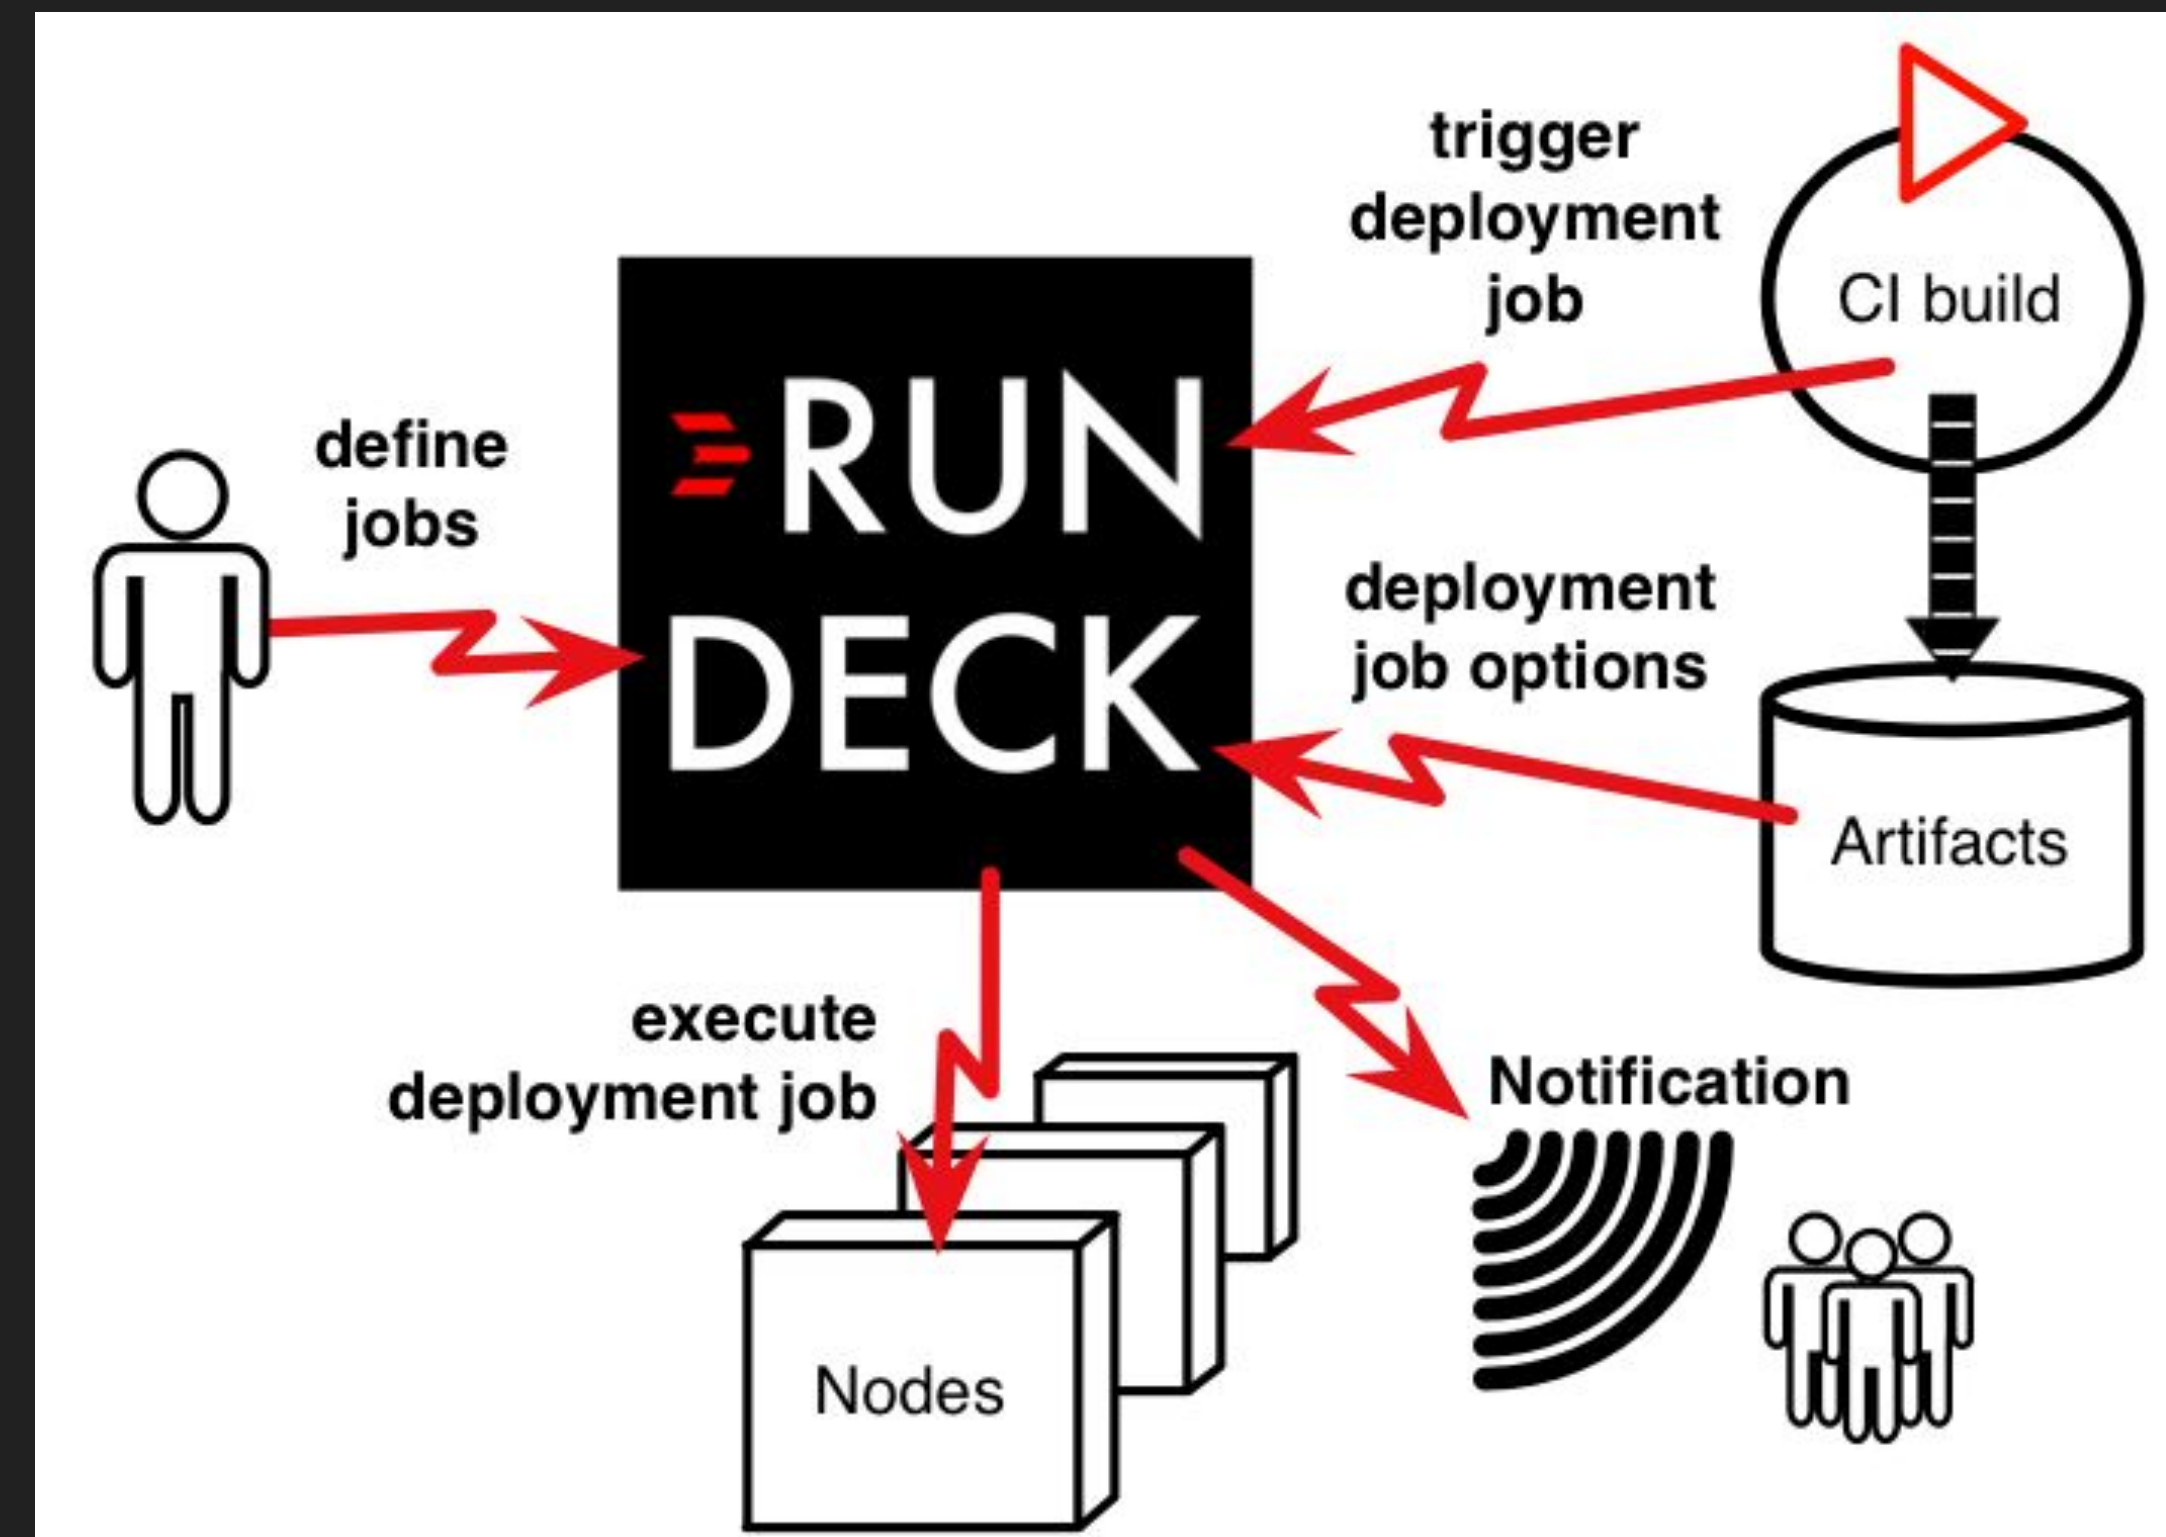 trigger
deployment
job
CI build
define
jobs
RUN
DECK
deployment
job options
Artifacts
execute
deployment job
Notification
Nodes